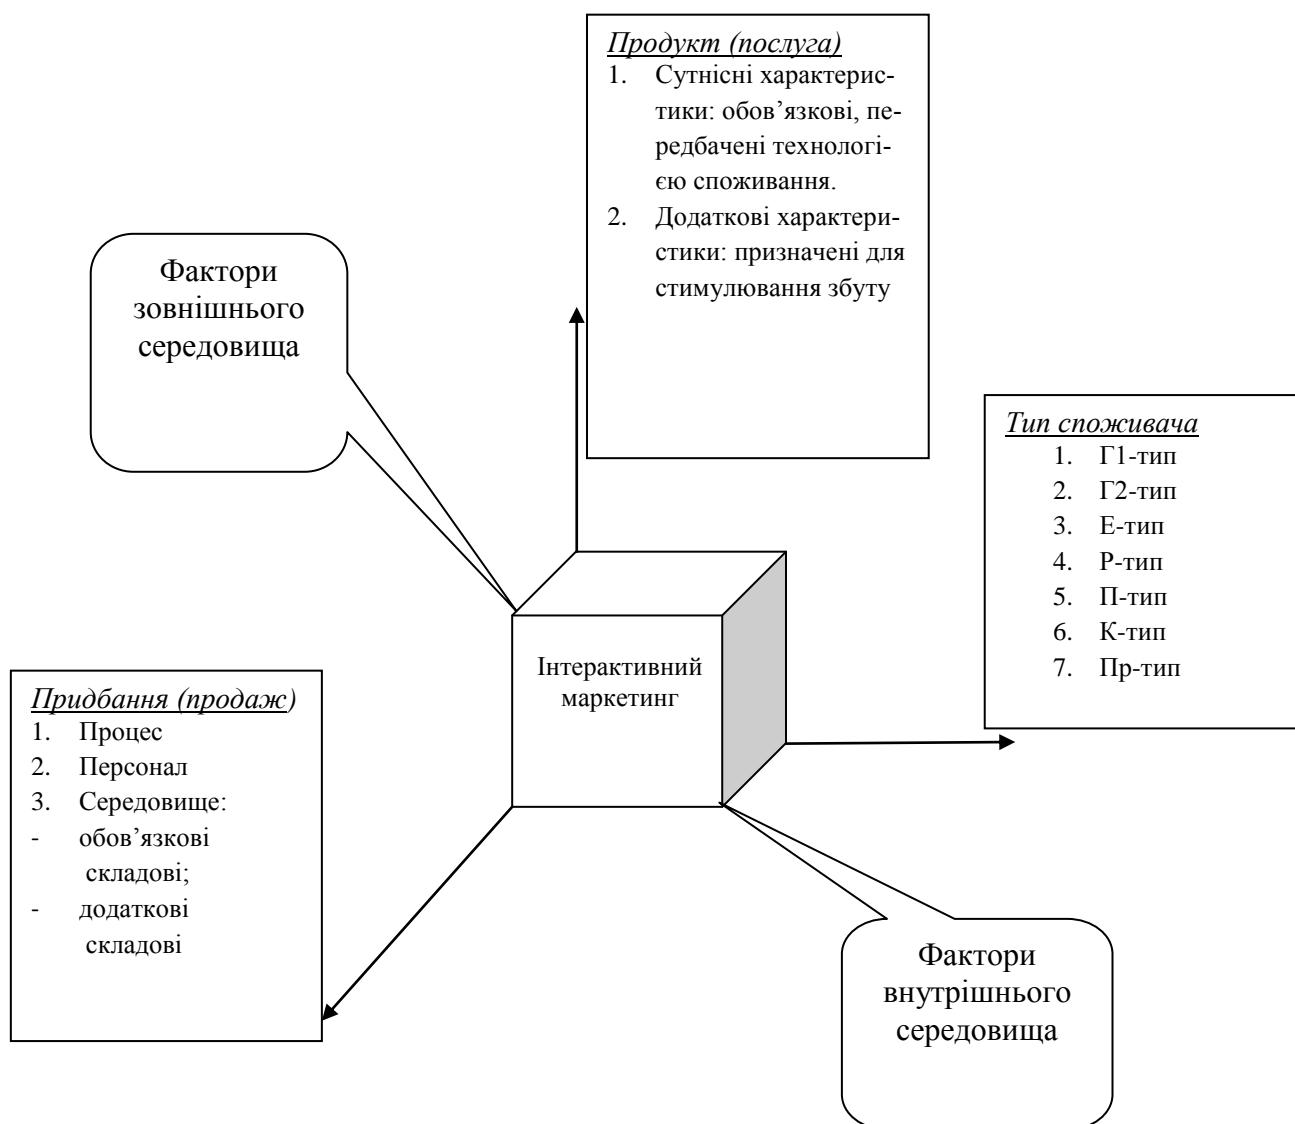 Продукт (послуга)
1. Сутнісні характерис-
тики: обов’язкові, пе-
редбачені технологі-
єю споживання.
2. Додаткові характери-
стики: призначені для
стимулювання збуту
Фактори
зовнішнього
середовища
Тип споживача
1. Г1-тип
2. Г2-тип
3. Е-тип
4. Р-тип
5. П-тип
6. К-тип
7. Пр-тип
Інтерактивний
маркетинг
Придбання (продаж)
1. Процес
2. Персонал
3. Середовище:
- обов’язкові
складові;
- додаткові
складові
Фактори
внутрішнього
середовища